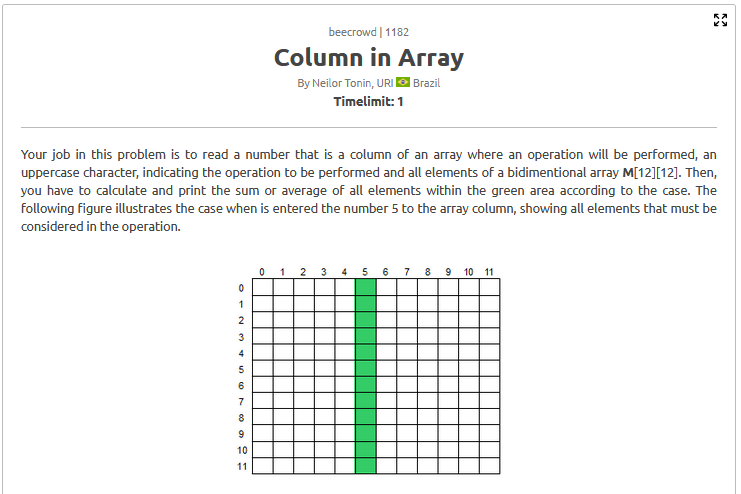 beecrowd | 1182
Column in Array
By Neilor Tonin, URI Brazil
Timelimit: 1
Your job in this problem is to read a number that is a column of an array where an operation will be performed, an
uppercase character, indicating the operation to be performed and all elements of a bidimentional array M[12][12]. Then,
you have to calculate and print the sum or average of all elements within the green area according to the case. The
following figure illustrates the case when is entered the number 5 to the array column, showing all elements that must be
considered in the operation.
0 1 2 3 4 5 6 7 8 9 10 11
0
1
2
3
4
5
6
7
8
9
10
11